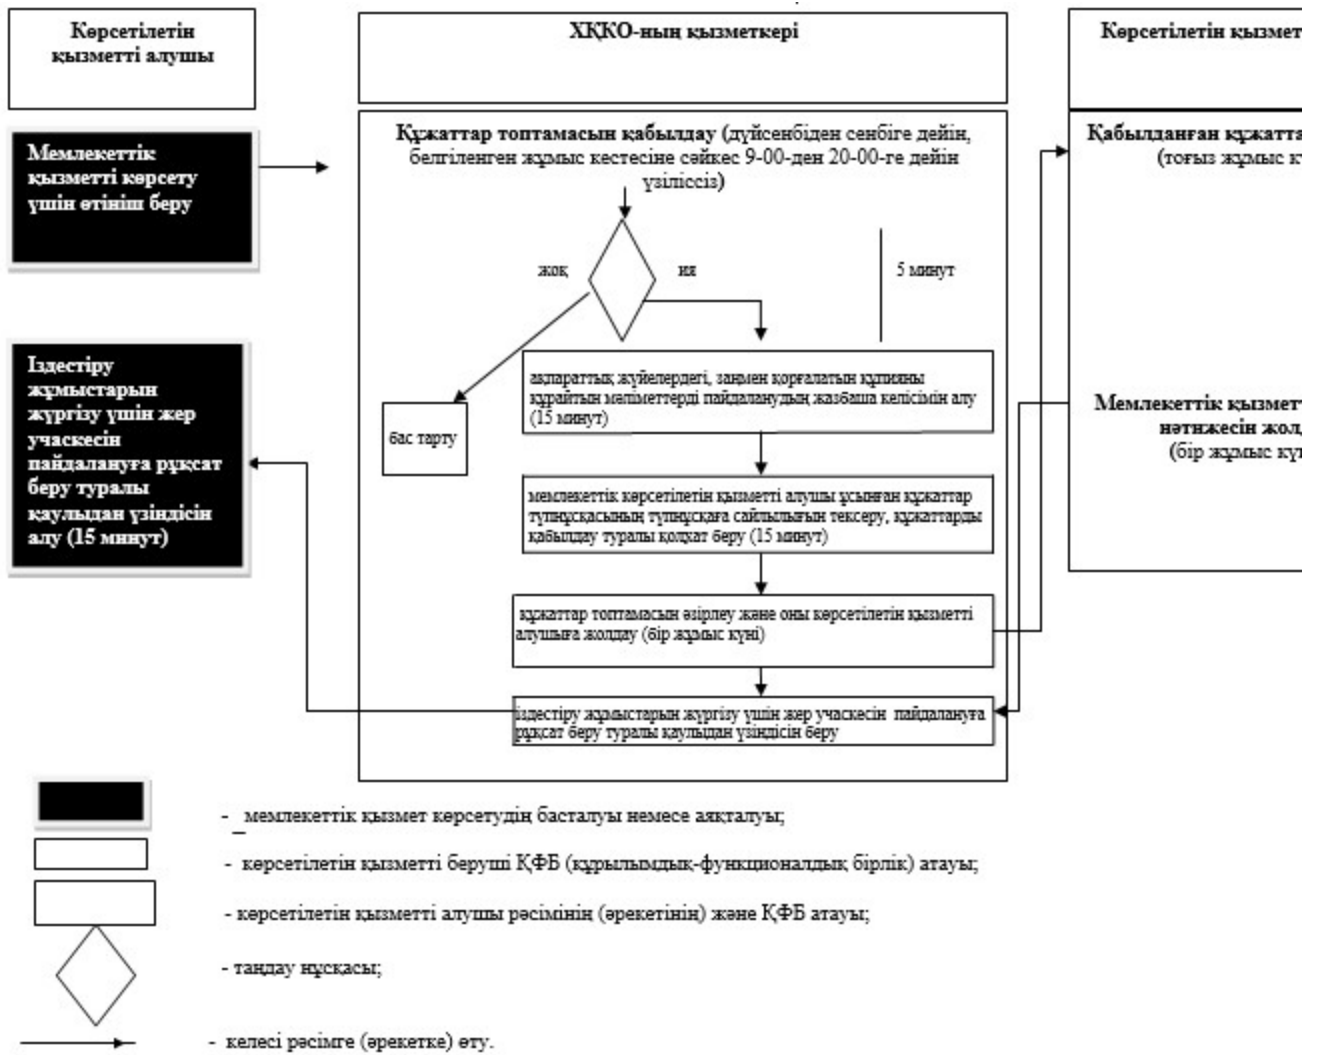 Көрсетілетін
қызметті алушы
ХҚКО-ның қызметкері
Көрсетілетін қызмет
Мемлекеттік
қызметті көрсету
үшін өтініш беру
Құжаттар топтамасын қабылдау (дүйсенбіден сенбіге дейін,
белгіленген жұмыс кестесіне сәйкес 9-00-ден 20-00-ге дейін
үзіліссіз)
Қабылданған құжатта
(тоғыз жұмыс к
жоқ
ия
5 минут
Іздестіру
жұмыстарын
жүргізу үшін жер
учаскесін
пайдалануға рұқсат
беру туралы
қаулыдан үзіндісін
алу (15 минут)
бас тарту
ақпараттық жүйелердегі, заңмен қорғалатын құпияны
құрайтын мәліметтерді пайдаланудың жазбаша келісімін алу
(15 минут)
Мемлекеттік қызмет
нәтижесін жол
(бір жұмыс кү
мемлекеттік көрсетілетін қызметті алушы ұсынған құжаттар
түпнұсқасының түпнұсқаға сайлылығын тексеру, құжаттарды
қабылдау туралы қолхат беру (15 минут)
құжаттар топтамасын әзірлеу және оны көрсетілетін қызметті
алушыға жолдау (бір жұмыс күні)
іздестіру жұмыстарын жүргізу үшін жер учаскесін пайдалануға
рұқсат беру туралы қаулыдан үзіндісін беру
- _мемлекеттік қызмет көрсетудің басталуы немесе аяқталуы;
- көрсетілетін қызметті беруші ҚФБ (құрылымдық-функционалдық бірлік) атауы;
- көрсетілетін қызметті алушы рәсімінің (әрекетінің) және ҚФБ атауы;
- таңдау нұсқасы;
- келесі рәсімге (әрекетке) өту.